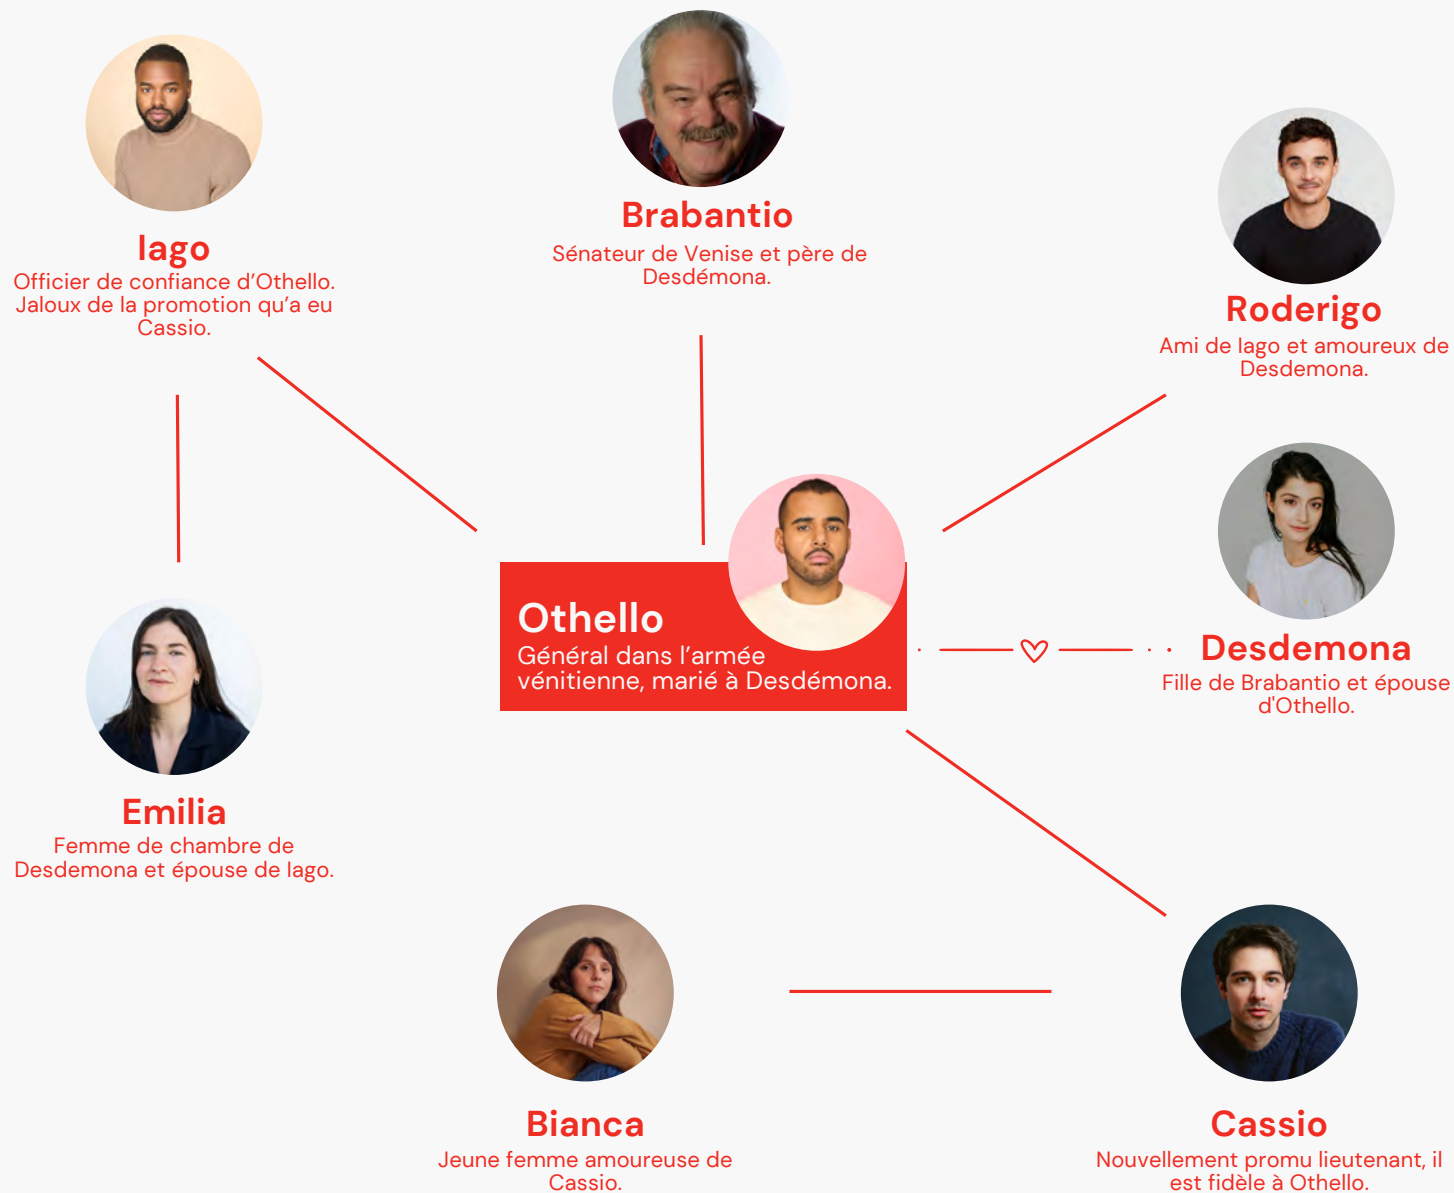 Iago
Officier de confiance d'Othello.
Jaloux de la promotion qu'a eu
Cassio.
Brabantio
Sénateur de Venise et père de
Desdémona.
Roderigo
Ami de Iago et amoureux de
Desdemona.
Othello
Général dans l'armée
vénitienne, marié à Desdémona.
Desdemona
Fille de Brabantio et épouse
d'Othello.
Emilia
Femme de chambre de
Desdemona et épouse de Iago.
Bianca
Jeune femme amoureuse de
Cassio.
Cassio
Nouvellement promu lieutenant, il
est fidèle à Othello.